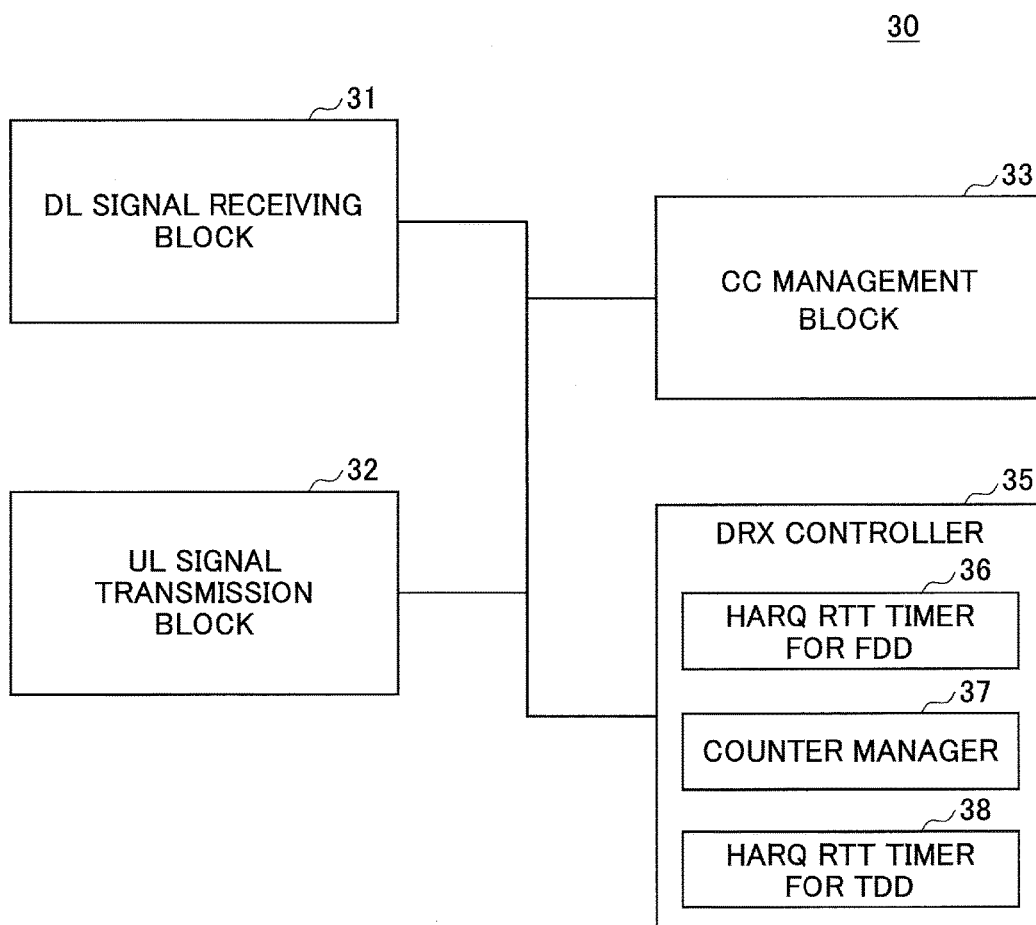 30
31
DL SIGNAL RECEIVING
BLOCK
33
CC MANAGEMENT
BLOCK
32
UL SIGNAL
TRANSMISSION
BLOCK
35
DRX CONTROLLER
36
HARQ RTT TIMER
FOR FDD
37
COUNTER MANAGER
38
HARQ RTT TIMER
FOR TDD